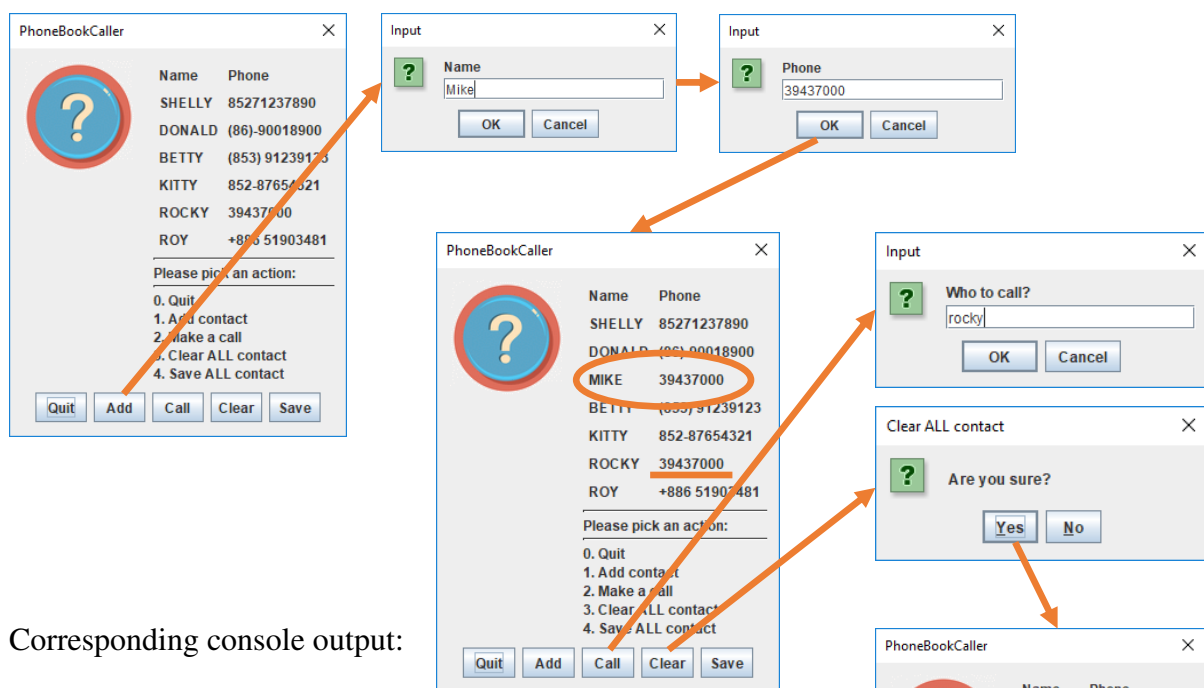 PhoneBookCaller
Name Phone
SHELLY 85271237890
DONALD (86)-90018900
BETTY (853) 91239123
KITTY 852-87654321
ROCKY 39437000
ROY +886 51903481
Please pick an action:
0. Quit
1. Add contact
2. Make a call
3. Clear ALL contact
4. Save ALL contact
Quit Add Call Clear Save
Input
Name
Mike
OK Cancel
Input
Phone
39437000
OK Cancel
PhoneBookCaller
Name Phone
SHELLY 85271237890
DONALD (86)-90018900
MIKE 39437000
BETTY (853) 91239123
KITTY 852-87654321
ROCKY 39437000
ROY +886 51903481
Please pick an action:
0. Quit
1. Add contact
2. Make a call
3. Clear ALL contact
4. Save ALL contact
Quit Add Call Clear Save
Input
Who to call?
rocky
OK Cancel
Clear ALL contact
Are you sure?
Yes No
Corresponding console output:
PhoneBookCaller
Name Phone